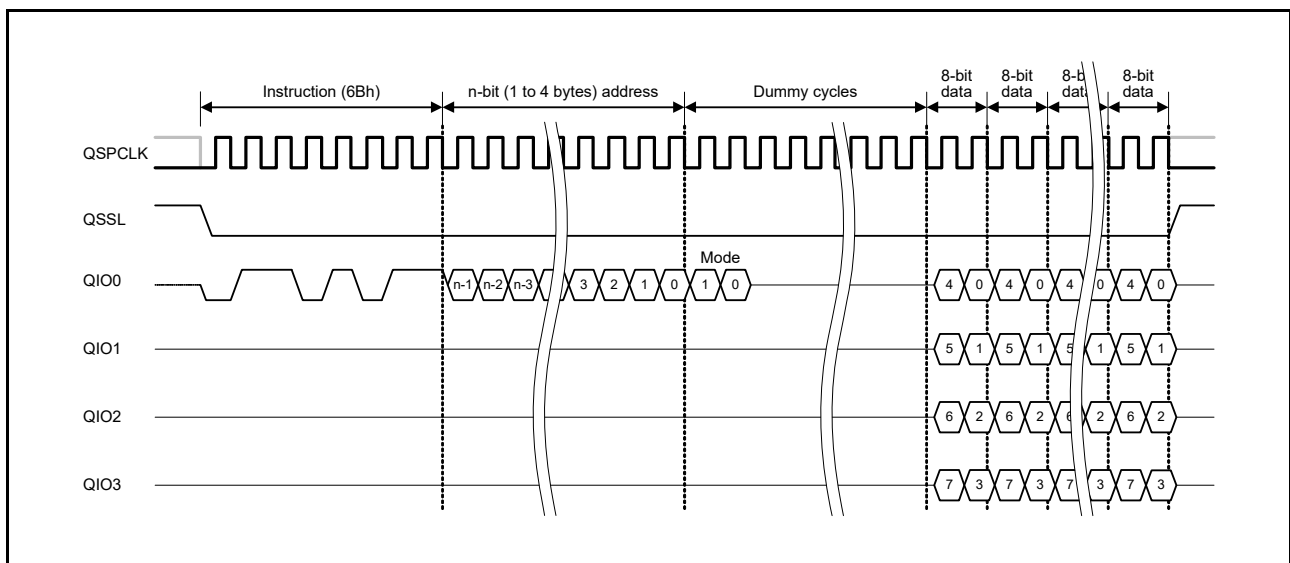 8-bit data 8-bit data 8-bit data 8-bit data
Instruction (6Bh) n-bit (1 to 4 bytes) address Dummy cycles
QSPCLK
QSSL
Mode
QIO0 n-1 n-2 n-3 3 2 1 0 1 0 4 0 4 0 4 0 4 0
QIO1 5 1 5 1 5 1 5 1
QIO2 6 2 6 2 6 2 6 2
QIO3 7 3 7 3 7 3 7 3